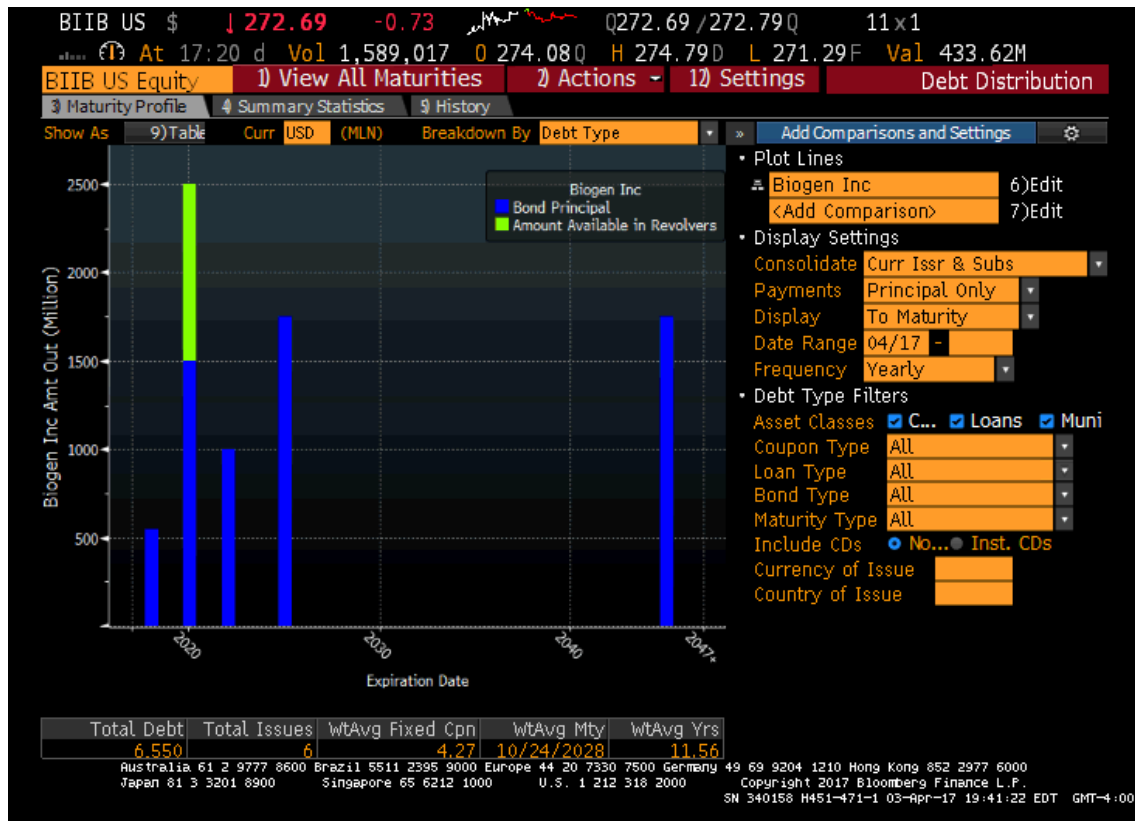 BIIB US $ ↓272.69 -0.73 Q272.69/272.79Q 11x1
At 17:20 d Vol 1,589,017 O 274.08Q H 274.79D L 271.29F Val 433.62M
BIIB US Equity 1) View All Maturities 2) Actions 12) Settings Debt Distribution
3) Maturity Profile 4) Summary Statistics 5) History
Show As 9)Table Curr USD (MLN) Breakdown By Debt Type » Add Comparisons and Settings
• Plot Lines
Biogen Inc 6)Edit
<Add Comparison> 7)Edit
• Display Settings
Consolidate Curr Issr & Subs
Payments Principal Only
Display To Maturity
Date Range 04/17 -
Frequency Yearly
• Debt Type Filters
Asset Classes C... Loans Muni
Coupon Type All
Loan Type All
Bond Type All
Maturity Type All
Include CDs No... Inst. CDs
Currency of Issue
Country of Issue
Biogen Inc
Bond Principal
Amount Available in Revolvers
Biogen Inc Amt Out (Million)
2500
2000
1500
1000
500
2020 2030 2040 2047+
Expiration Date
Total Debt Total Issues WtAvg Fixed Cpn WtAvg Mty WtAvg Yrs
6,550 6 4.27 10/24/2028 11.56
Australia 61 2 9777 8600 Brazil 5511 2395 9000 Europe 44 20 7330 7500 Germany 49 69 9204 1210 Hong Kong 852 2977 6000
Japan 81 3 3201 8900 Singapore 65 6212 1000 U.S. 1 212 318 2000 Copyright 2017 Bloomberg Finance L.P.
SN 340158 H451-471-1 03-Apr-17 19:41:22 EDT GMT-4:00